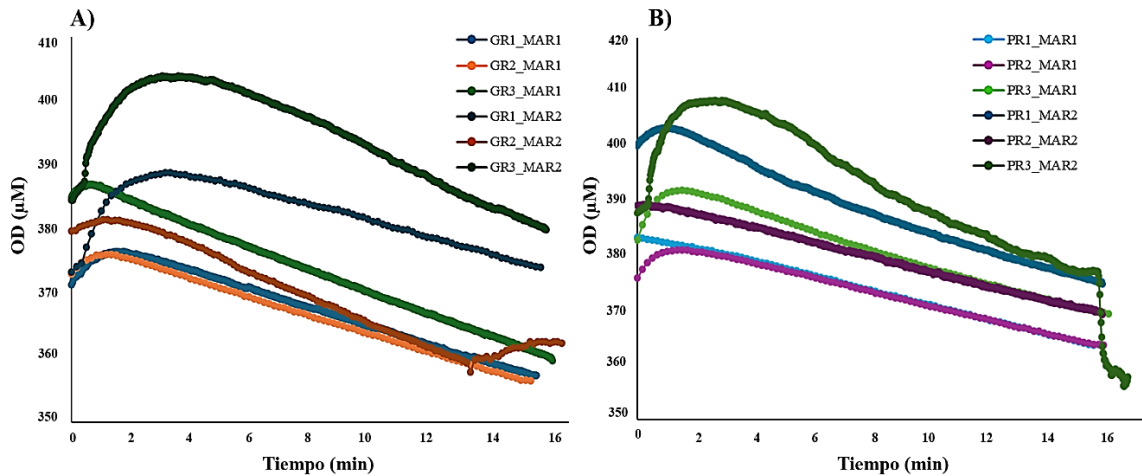 A)
410
400
390
380
370
360
350
OD (µM)
0 2 4 6 8 10 12 14 16
Tiempo (min)
GR1_MAR1
GR2_MAR1
GR3_MAR1
GR1_MAR2
GR2_MAR2
GR3_MAR2
B)
420
410
400
390
380
370
360
350
OD (µM)
0 2 4 6 8 10 12 14 16
Tiempo (min)
PR1_MAR1
PR2_MAR1
PR3_MAR1
PR1_MAR2
PR2_MAR2
PR3_MAR2